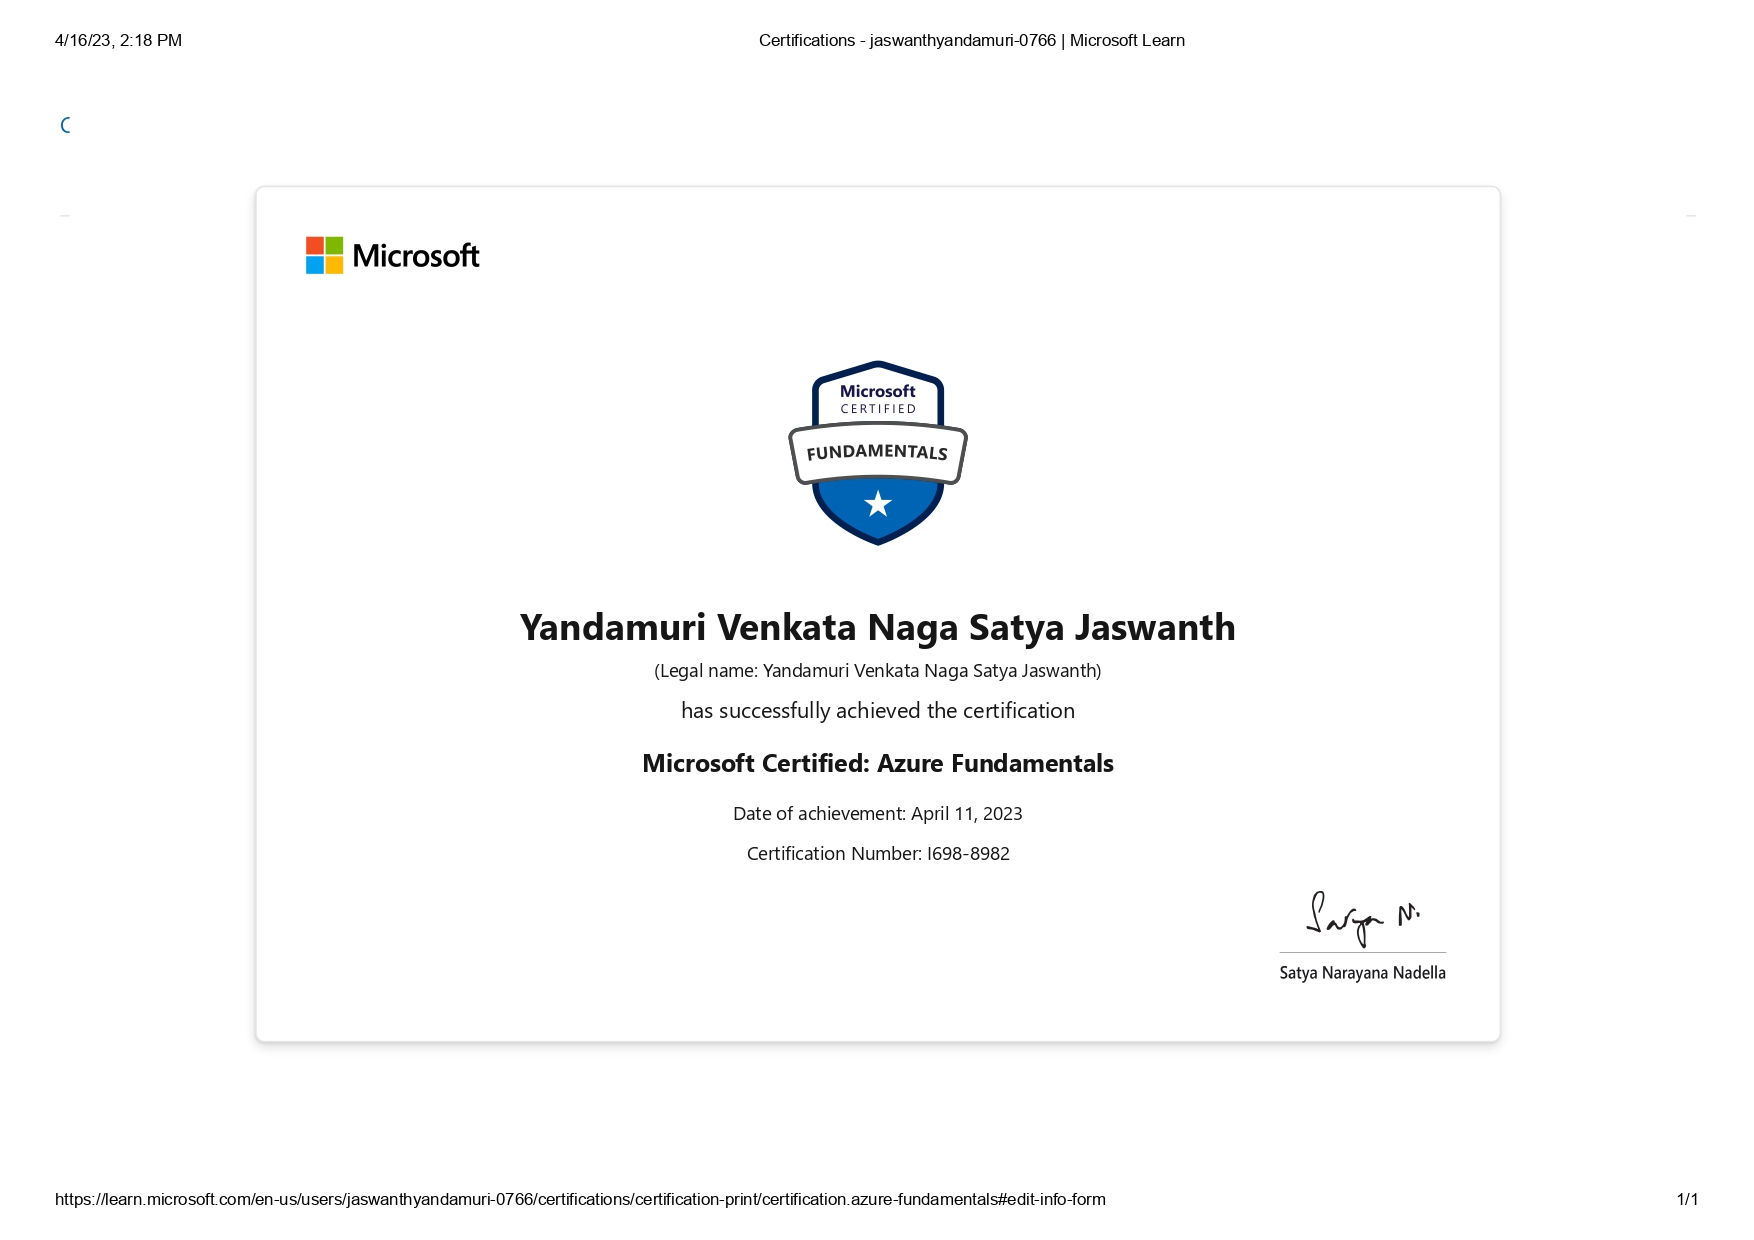 4/16/23, 2:18 PM
Certifications - jaswanthyandamuri-0766 | Microsoft Learn
Microsoft
Microsoft
CERTIFIED
FUNDAMENTALS
Yandamuri Venkata Naga Satya Jaswanth
(Legal name: Yandamuri Venkata Naga Satya Jaswanth)
has successfully achieved the certification
Microsoft Certified: Azure Fundamentals
Date of achievement: April 11, 2023
Certification Number: I698-8982
Satya N.
Satya Narayana Nadella
https://learn.microsoft.com/en-us/users/jaswanthyandamuri-0766/certifications/certification-print/certification.azure-fundamentals#edit-info-form
1/1